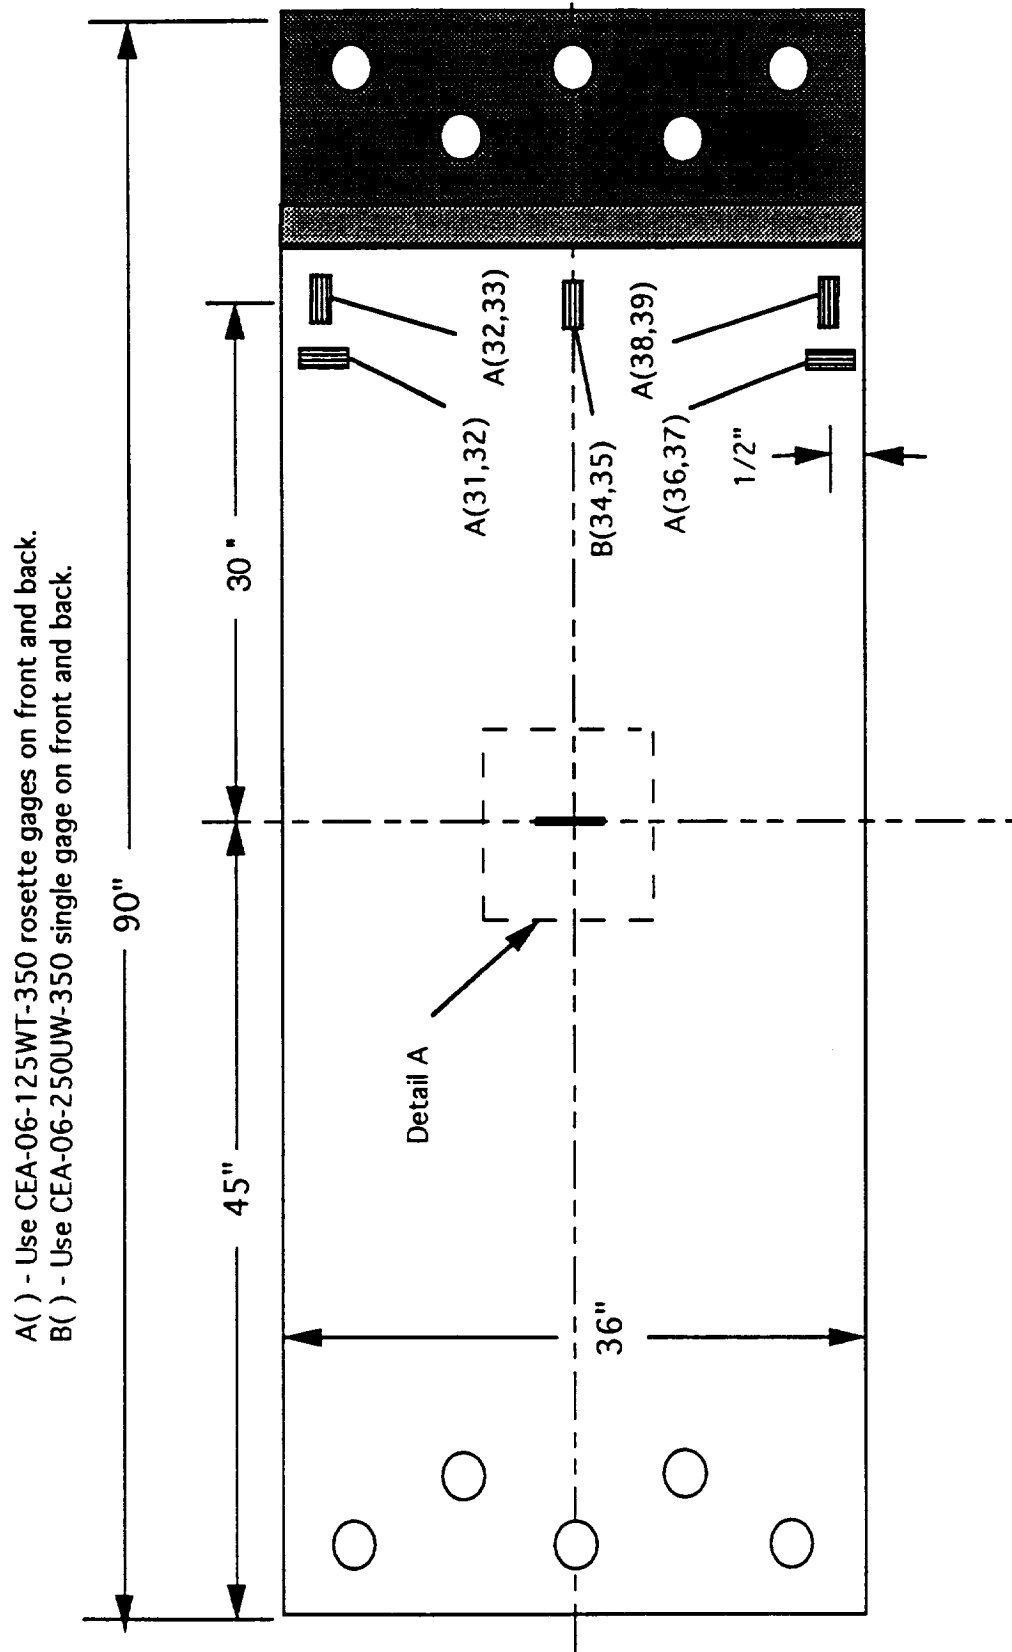 A( ) - Use CEA-06-125WT-350 rosette gages on front and back.
B( ) - Use CEA-06-250UW-350 single gage on front and back.
90"
45"
30"
36"
Detail A
A(31,32)
A(32,33)
B(34,35)
A(38,39)
A(36,37)
1/2"